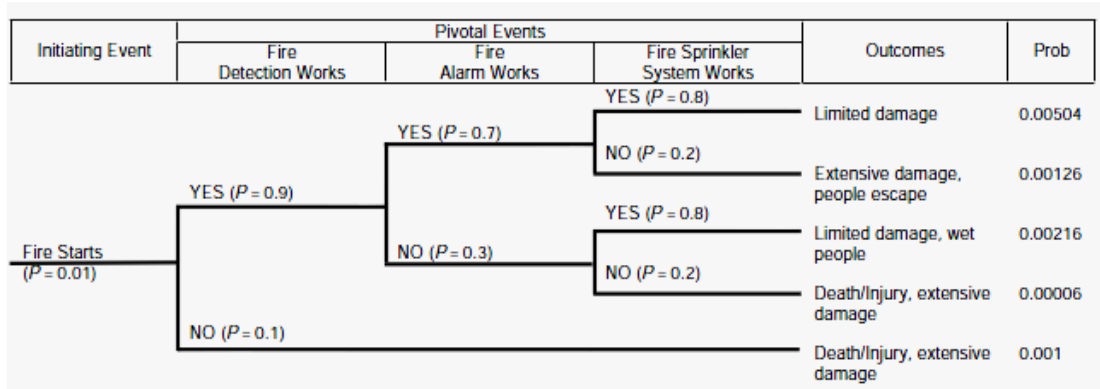 Initiating Event
Pivotal Events
Fire
Detection Works
Fire
Alarm Works
Fire Sprinkler
System Works
Outcomes
Prob
YES (P = 0.8)
Limited damage
0.00504
YES (P = 0.7)
NO (P = 0.2)
Extensive damage,
people escape
0.00126
YES (P = 0.9)
YES (P = 0.8)
Limited damage, wet
people
0.00216
Fire Starts
(P = 0.01)
NO (P = 0.3)
NO (P = 0.2)
Death/Injury, extensive
damage
0.00006
NO (P = 0.1)
Death/Injury, extensive
damage
0.001